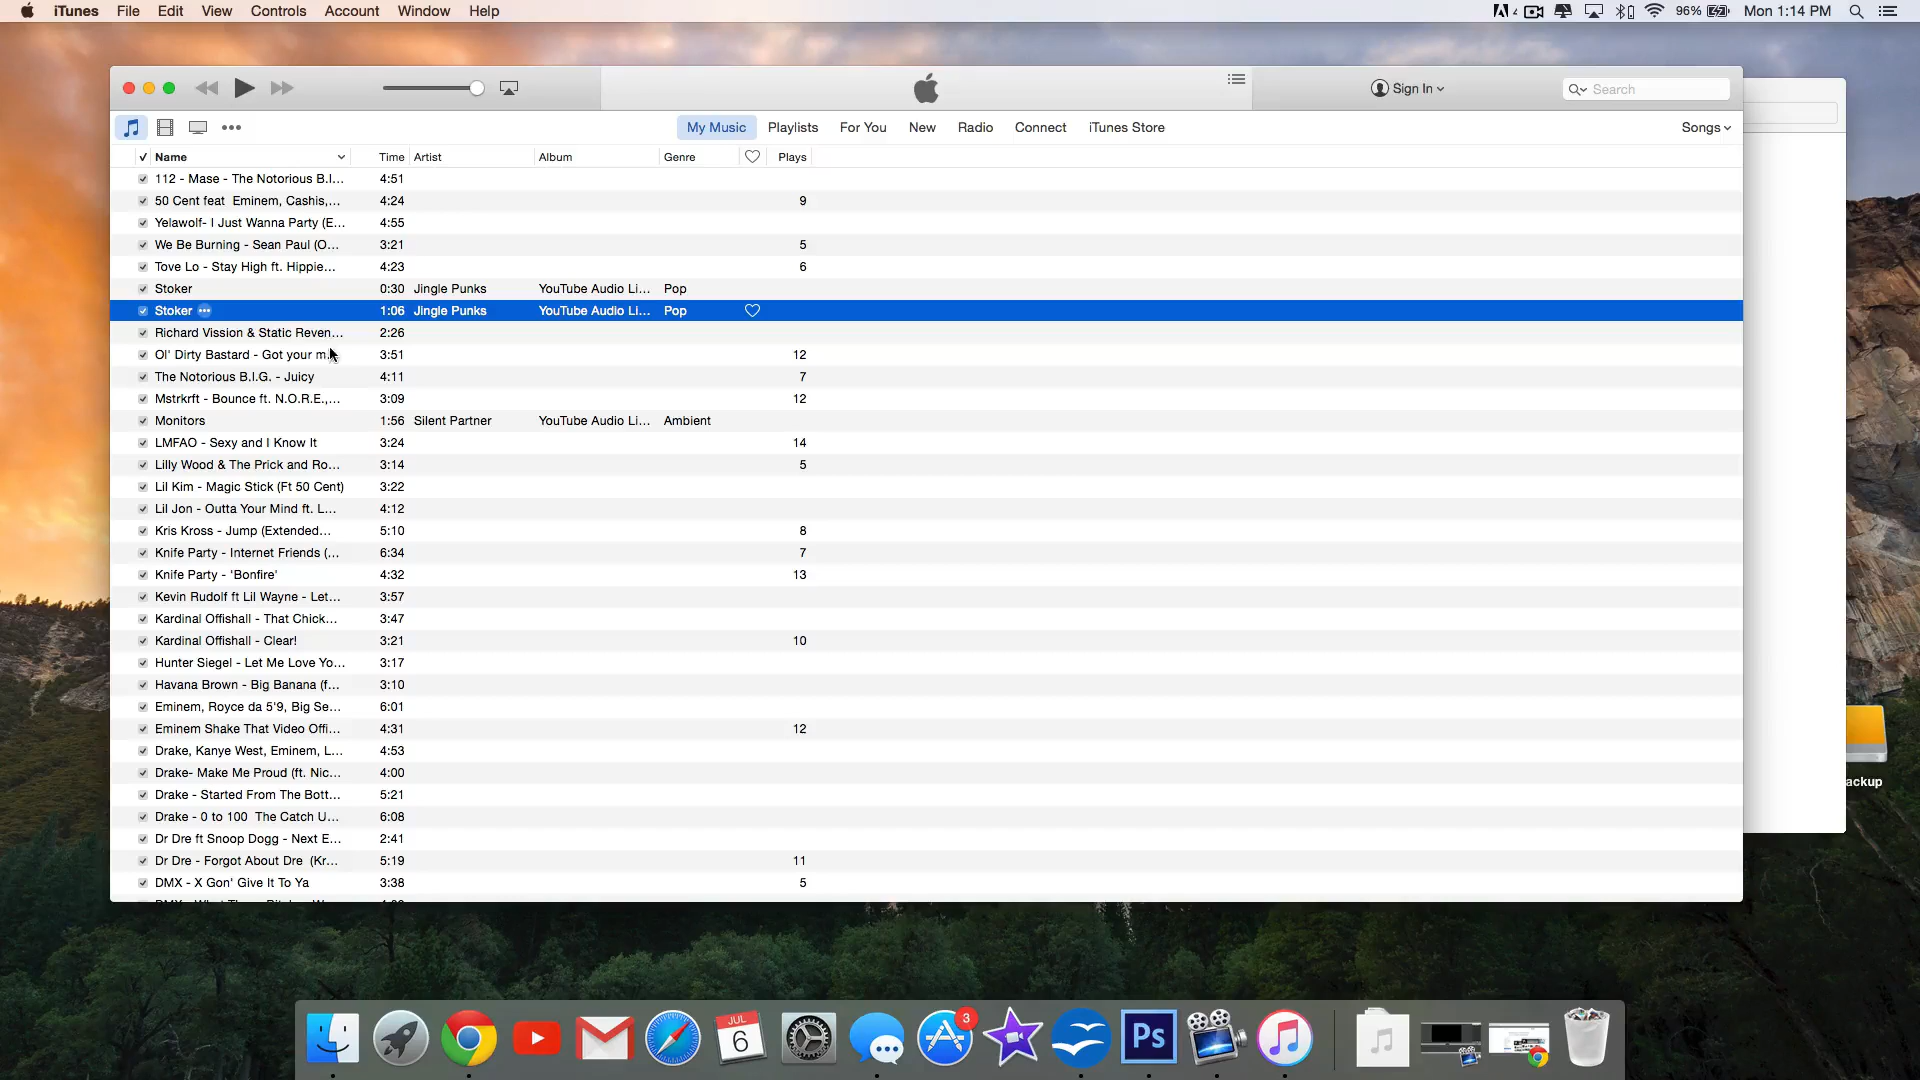 iTunes File Edit View Controls Account Window Help 4 96% Mon 1:14 PM
Sign In Search
My Music Playlists For You New Radio Connect iTunes Store Songs
Name Time Artist Album Genre Plays
112 - Mase - The Notorious B.I... 4:51
50 Cent feat Eminem, Cashis,... 4:24 9
Yelawolf- I Just Wanna Party (E... 4:55
We Be Burning - Sean Paul (O... 3:21 5
Tove Lo - Stay High ft. Hippie... 4:23 6
Stoker 0:30 Jingle Punks YouTube Audio Li... Pop
Stoker 1:06 Jingle Punks YouTube Audio Li... Pop
Richard Vission & Static Reven... 2:26
Ol' Dirty Bastard - Got your m... 3:51 12
The Notorious B.I.G. - Juicy 4:11 7
Mstrkrft - Bounce ft. N.O.R.E.,... 3:09 12
Monitors 1:56 Silent Partner YouTube Audio Li... Ambient
LMFAO - Sexy and I Know It 3:24 14
Lilly Wood & The Prick and Ro... 3:14 5
Lil Kim - Magic Stick (Ft 50 Cent) 3:22
Lil Jon - Outta Your Mind ft. L... 4:12
Kris Kross - Jump (Extended... 5:10 8
Knife Party - Internet Friends (... 6:34 7
Knife Party - 'Bonfire' 4:32 13
Kevin Rudolf ft Lil Wayne - Let... 3:57
Kardinal Offishall - That Chick... 3:47
Kardinal Offishall - Clear! 3:21 10
Hunter Siegel - Let Me Love Yo... 3:17
Havana Brown - Big Banana (f... 3:10
Eminem, Royce da 5'9, Big Se... 6:01
Eminem Shake That Video Offi... 4:31 12
Drake, Kanye West, Eminem, L... 4:53
Drake- Make Me Proud (ft. Nic... 4:00
ackup
Drake - Started From The Bott... 5:21
Drake - 0 to 100 The Catch U... 6:08
Dr Dre ft Snoop Dogg - Next E... 2:41
Dr Dre - Forgot About Dre (Kr... 5:19 11
DMX - X Gon' Give It To Ya 3:38 5
JUL
6
3
Ps